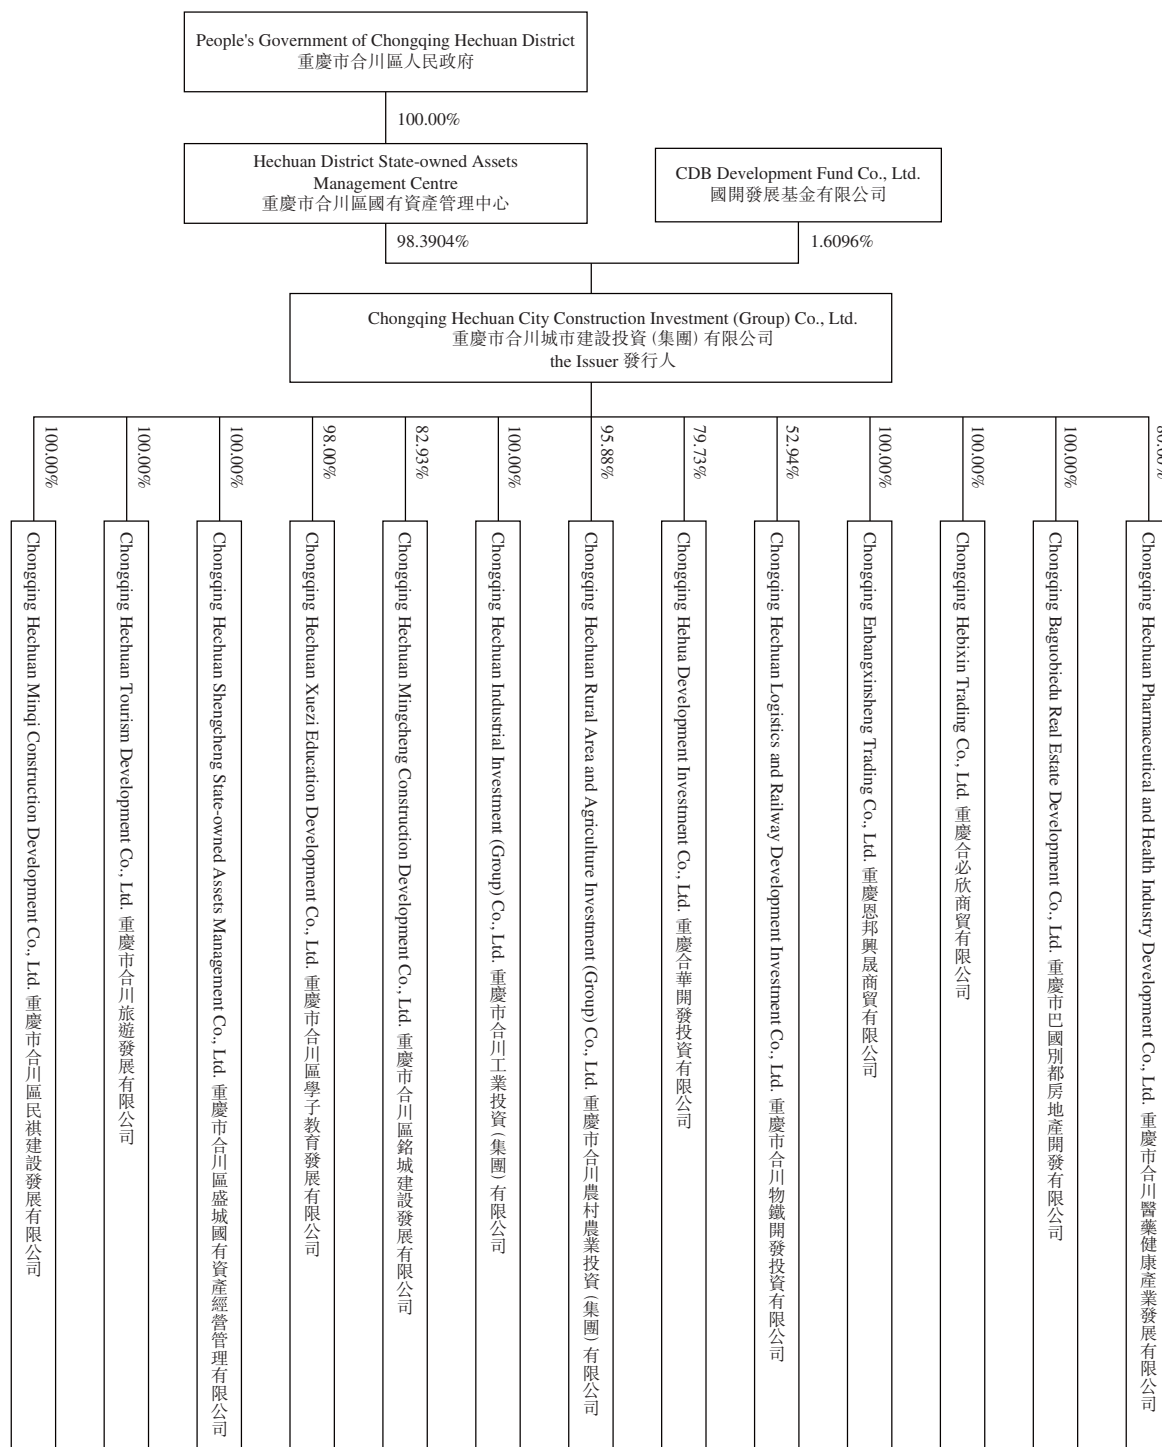 People's Government of Chongqing Hechuan District
重慶市合川區人民政府
100.00%
Hechuan District State-owned Assets
Management Centre
重慶市合川區國有資產管理中心
CDB Development Fund Co., Ltd.
國開發展基金有限公司
98.3904%
1.6096%
Chongqing Hechuan City Construction Investment (Group) Co., Ltd.
重慶市合川城市建設投資 (集團) 有限公司
the Issuer 發行人
100.00%
Chongqing Hechuan Minqi Construction Development Co., Ltd. 重慶市合川區民祺建設發展有限公司
100.00%
Chongqing Hechuan Tourism Development Co., Ltd. 重慶市合川旅遊發展有限公司
100.00%
Chongqing Hechuan Shengcheng State-owned Assets Management Co., Ltd. 重慶市合川區盛城國有資產經營管理有限公司
98.00%
Chongqing Hechuan Xuezi Education Development Co., Ltd. 重慶市合川區學子教育發展有限公司
82.93%
Chongqing Hechuan Mingcheng Construction Development Co., Ltd. 重慶市合川區銘城建設發展有限公司
100.00%
Chongqing Hechuan Industrial Investment (Group) Co., Ltd. 重慶市合川工業投資 (集團) 有限公司
95.88%
Chongqing Hechuan Rural Area and Agriculture Investment (Group) Co., Ltd. 重慶市合川農村農業投資 (集團) 有限公司
79.73%
Chongqing Hehua Development Investment Co., Ltd. 重慶合華開發投資有限公司
52.94%
Chongqing Hechuan Logistics and Railway Development Investment Co., Ltd. 重慶市合川物鐵開發投資有限公司
100.00%
Chongqing Enbangxinsheng Trading Co., Ltd. 重慶恩邦興晟商貿有限公司
100.00%
Chongqing Hebixin Trading Co., Ltd. 重慶合必欣商貿有限公司
100.00%
Chongqing Baguobiedu Real Estate Development Co., Ltd. 重慶市巴國別都房地產開發有限公司
Chongqing Hechuan Pharmaceutical and Health Industry Development Co., Ltd. 重慶市合川醫藥健康產業發展有限公司